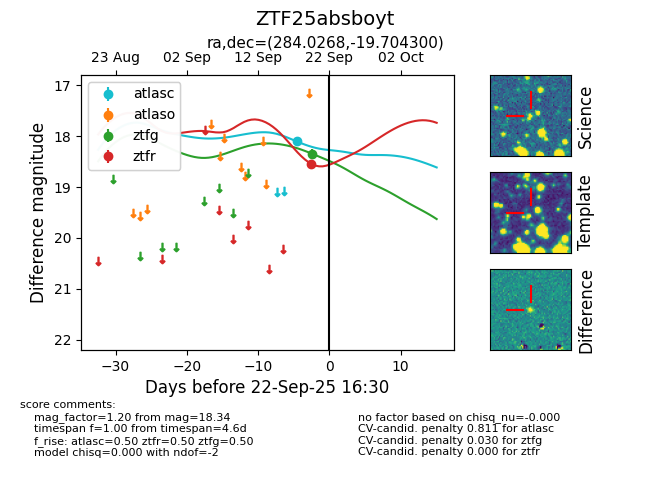 ZTF25absboyt
ra,dec=(284.0268,-19.704300)
23 Aug 02 Sep 12 Sep 22 Sep 02 Oct
atlasc
atlaso
ztfg
ztfr
17
18
19
20
21
22
Difference magnitude
−30 −20 −10 0 10
Days before 22-Sep-25 16:30
Science
Template
Difference
score comments:
mag_factor=1.20 from mag=18.34
timespan f=1.00 from timespan=4.6d
f_rise: atlasc=0.50 ztfr=0.50 ztfg=0.50
model chisq=0.000 with ndof=-2
no factor based on chisq_nu=-0.000
CV-candid. penalty 0.811 for atlasc
CV-candid. penalty 0.030 for ztfg
CV-candid. penalty 0.000 for ztfr